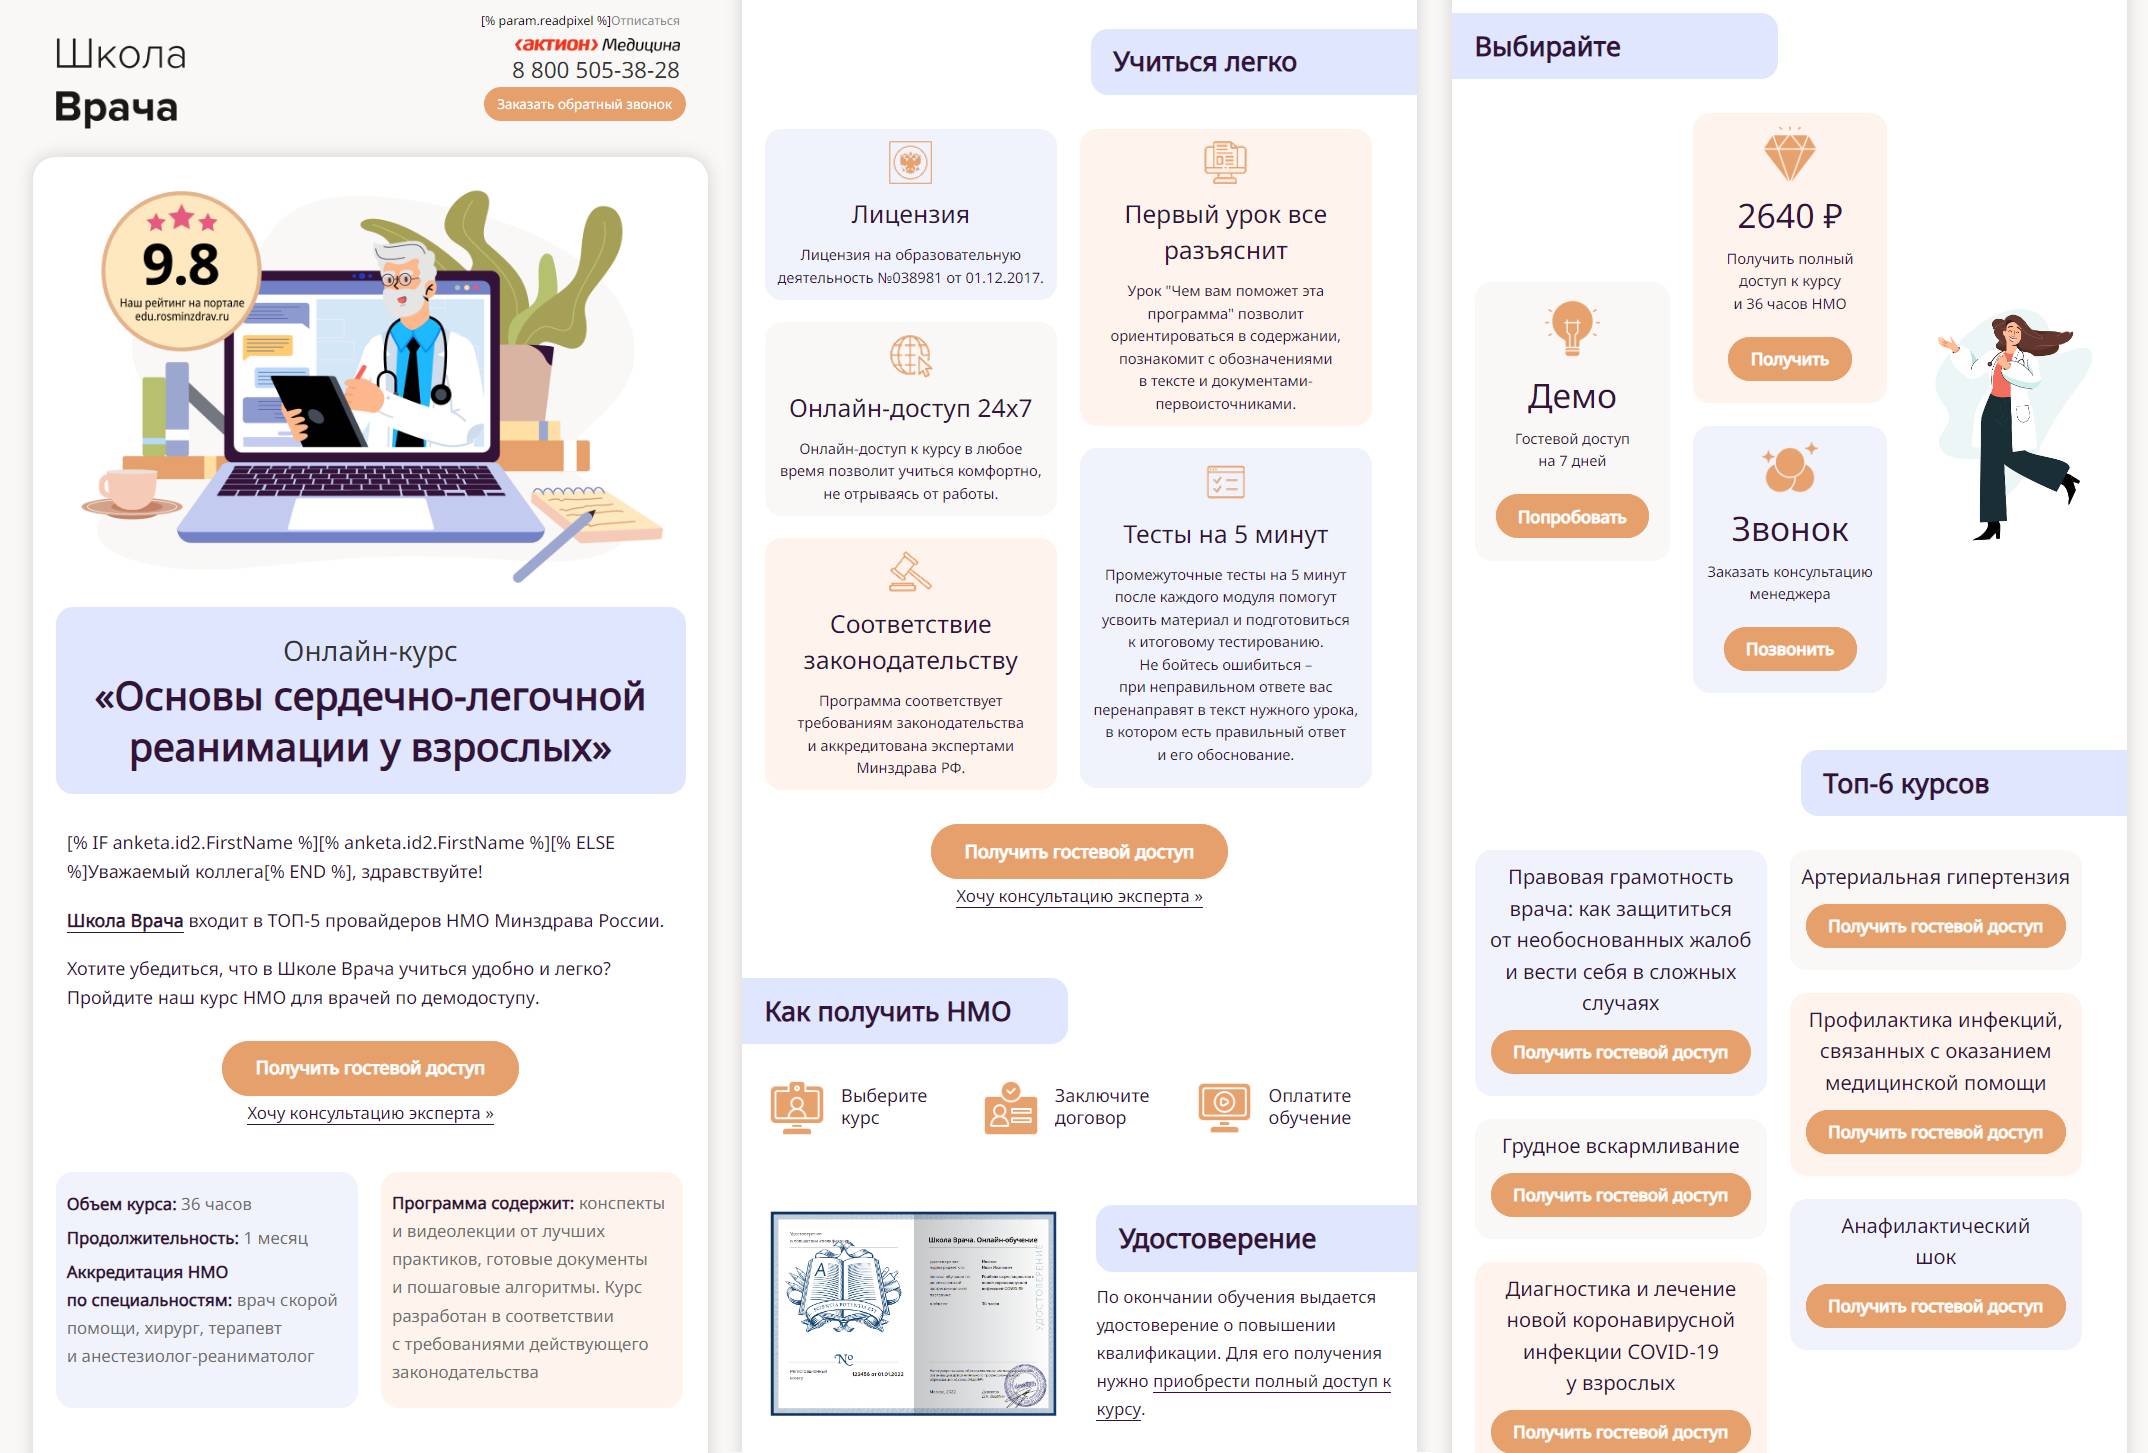 [% param.readpixel %]Отписаться
Школа
Врача
‹актион› Медицина
8 800 505-38-28
Заказать обратный звонок
9.8
Наш рейтинг на портале
edu.rosminzdrav.ru
Онлайн-курс
«Основы сердечно-легочной
реанимации у взрослых»
[% IF anketa.id2.FirstName %][% anketa.id2.FirstName %][% ELSE
%]Уважаемый коллега[% END %], здравствуйте!
Школа Врача входит в ТОП-5 провайдеров НМО Минздрава России.
Хотите убедиться, что в Школе Врача учиться удобно и легко?
Пройдите наш курс НМО для врачей по демодоступу.
Получить гостевой доступ
Хочу консультацию эксперта »
Объем курса: 36 часов
Продолжительность: 1 месяц
Аккредитация НМО
по специальностям: врач скорой
помощи, хирург, терапевт
и анестезиолог-реаниматолог
Программа содержит: конспекты
и видеолекции от лучших
практиков, готовые документы
и пошаговые алгоритмы. Курс
разработан в соответствии
с требованиями действующего
законодательства
Учиться легко
Лицензия
Лицензия на образовательную
деятельность №038981 от 01.12.2017.
Онлайн-доступ 24х7
Онлайн-доступ к курсу в любое
время позволит учиться комфортно,
не отрываясь от работы.
Соответствие
законодательству
Программа соответствует
требованиям законодательства
и аккредитована экспертами
Минздрава РФ.
Первый урок все
разъяснит
Урок "Чем вам поможет эта
программа" позволит
ориентироваться в содержании,
познакомит с обозначениями
в тексте и документами-
первоисточниками.
Тесты на 5 минут
Промежуточные тесты на 5 минут
после каждого модуля помогут
усвоить материал и подготовиться
к итоговому тестированию.
Не бойтесь ошибиться –
при неправильном ответе вас
перенаправят в текст нужного урока,
в котором есть правильный ответ
и его обоснование.
Получить гостевой доступ
Хочу консультацию эксперта »
Как получить НМО
Выберите
курс
Заключите
договор
Оплатите
обучение
Удостоверение
Школа Врача. Онлайн-обучение
УДОСТОВЕРЕНИЕ
№
123456 от 01.01.2022
Москва, 2022
Удостоверение
По окончании обучения выдается
удостоверение о повышении
квалификации. Для его получения
нужно приобрести полный доступ к
курсу.
Выбирайте
Демо
Гостевой доступ
на 7 дней
Попробовать
2640 ₽
Получить полный
доступ к курсу
и 36 часов НМО
Получить
Звонок
Заказать консультацию
менеджера
Позвонить
Топ-6 курсов
Правовая грамотность
врача: как защититься
от необоснованных жалоб
и вести себя в сложных
случаях
Получить гостевой доступ
Грудное вскармливание
Получить гостевой доступ
Диагностика и лечение
новой коронавирусной
инфекции COVID-19
у взрослых
Получить гостевой доступ
Артериальная гипертензия
Получить гостевой доступ
Профилактика инфекций,
связанных с оказанием
медицинской помощи
Получить гостевой доступ
Анафилактический
шок
Получить гостевой доступ